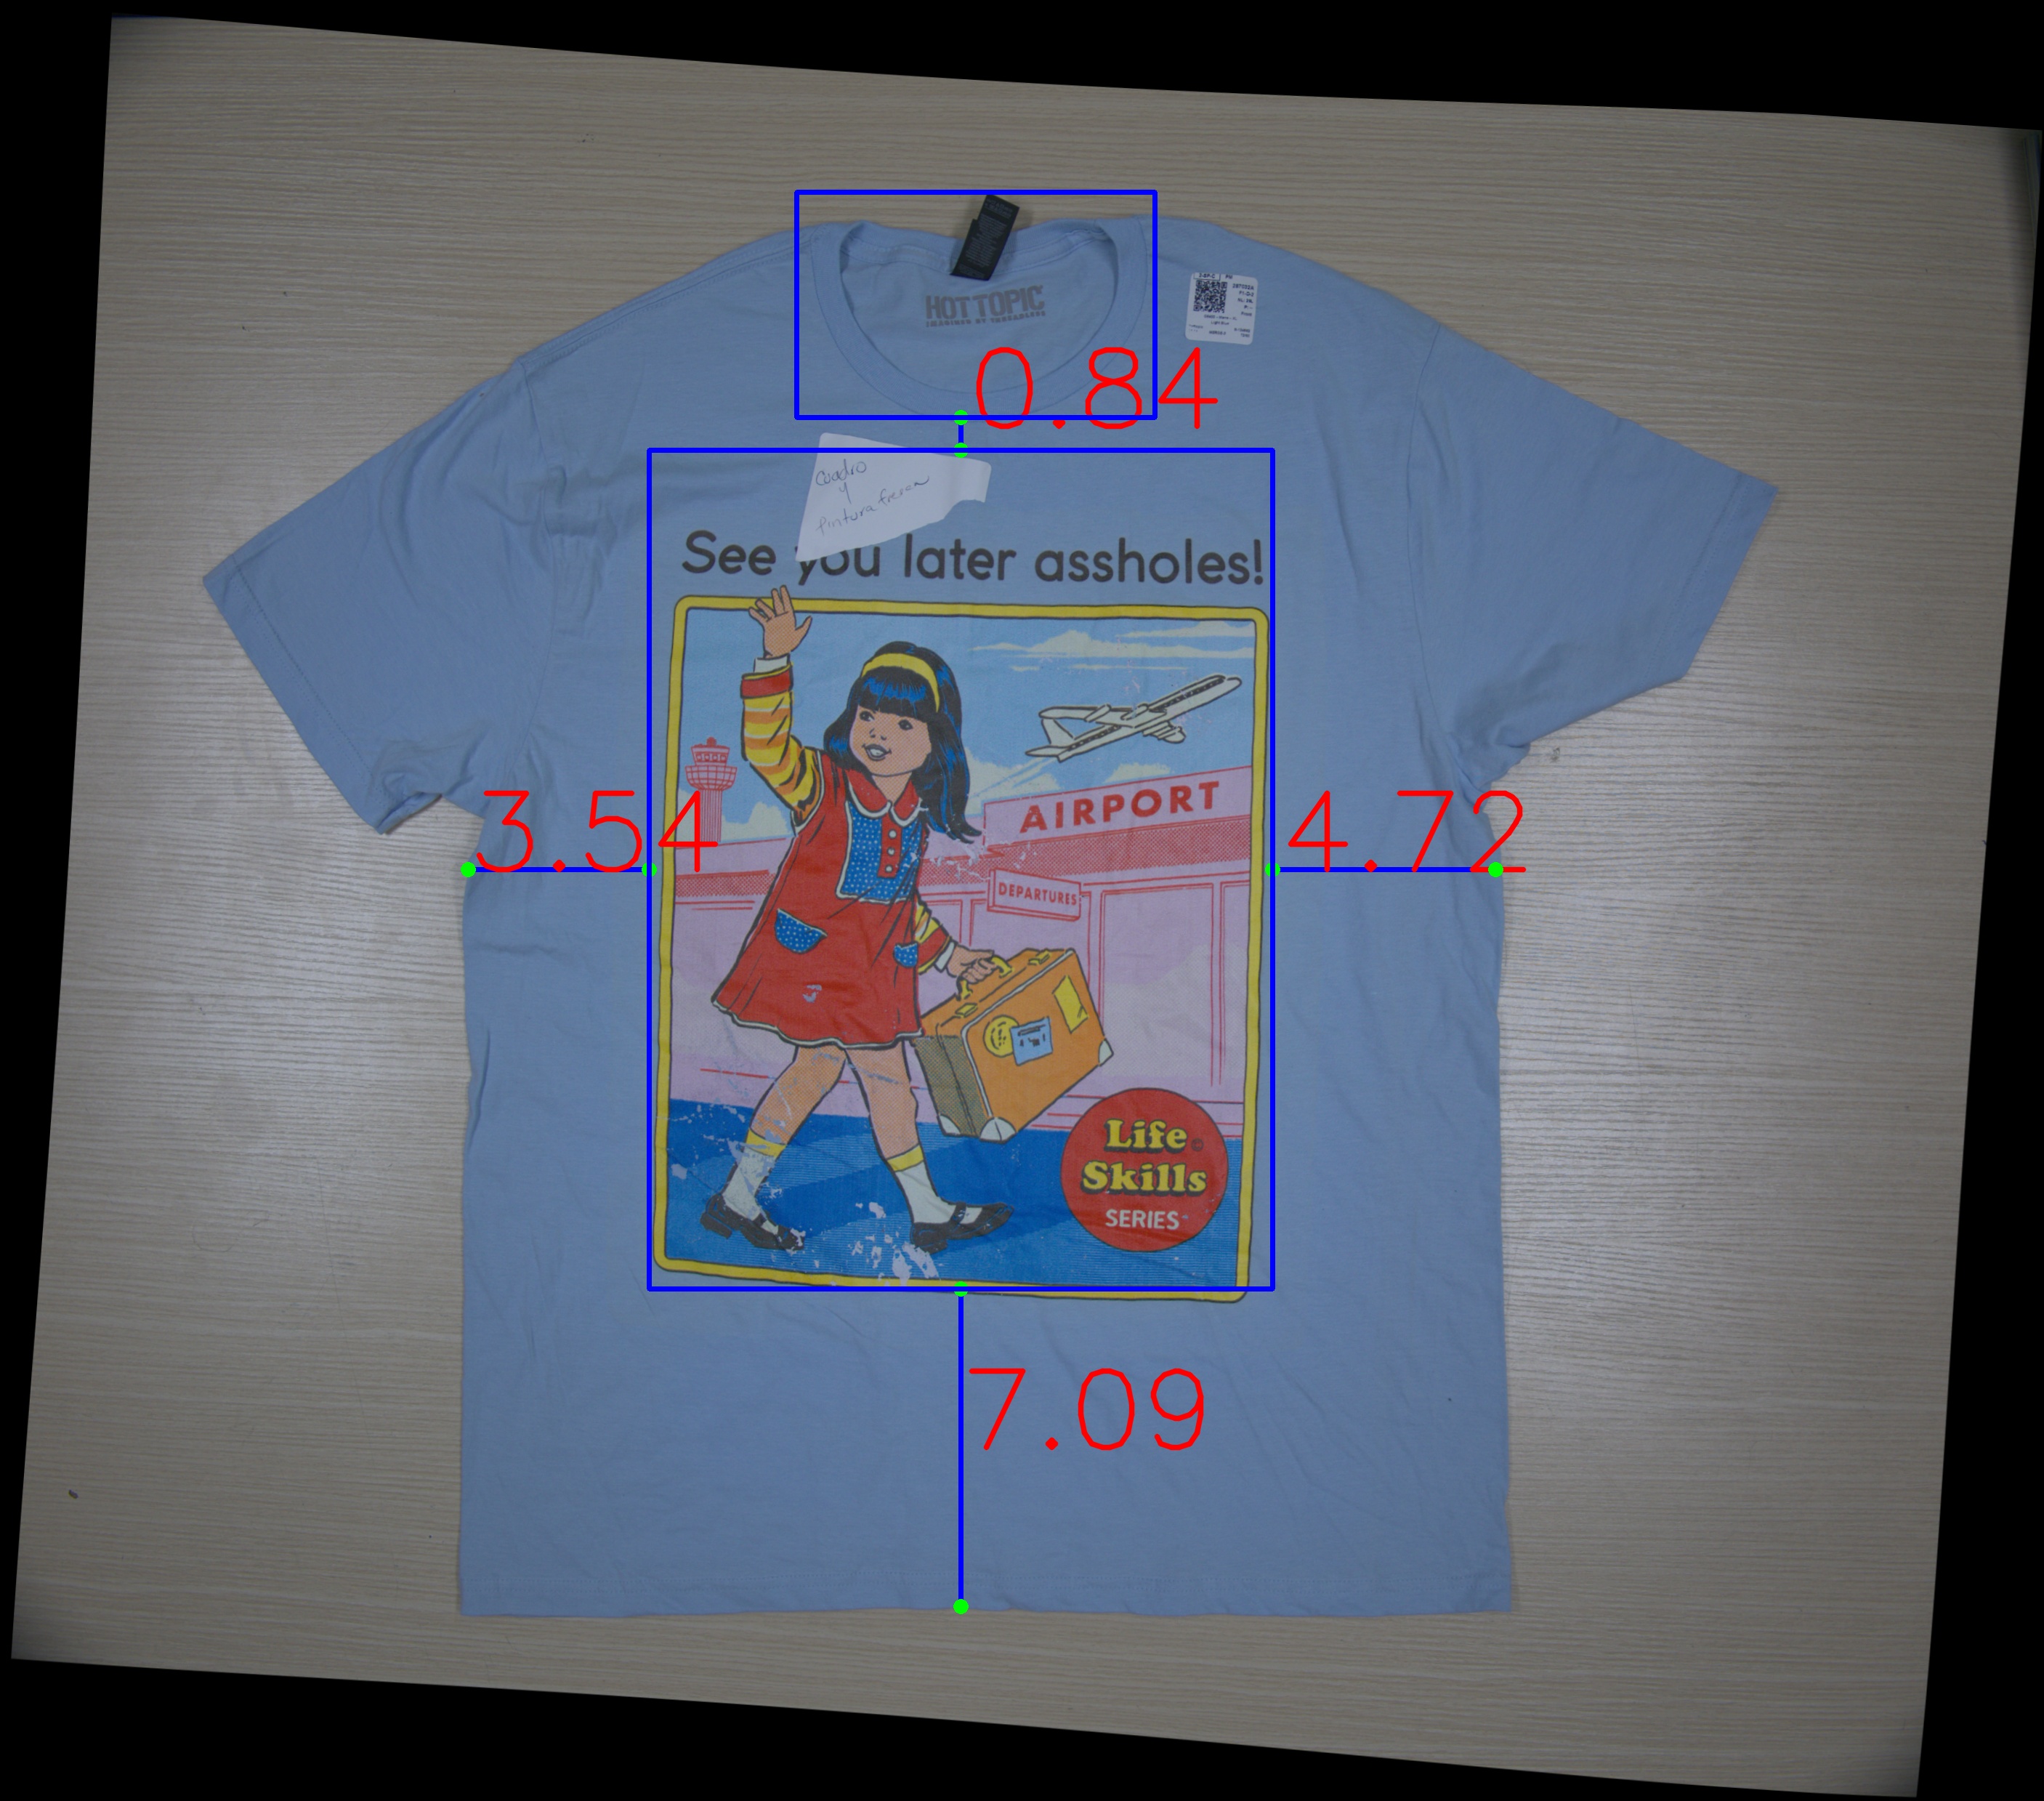 HOT TOPIC
0.84
Cuadro
y
pintura fresca
See you later assholes!
AIRPORT
3.54
4.72
DEPARTURES
Life
Skills
SERIES
7.09